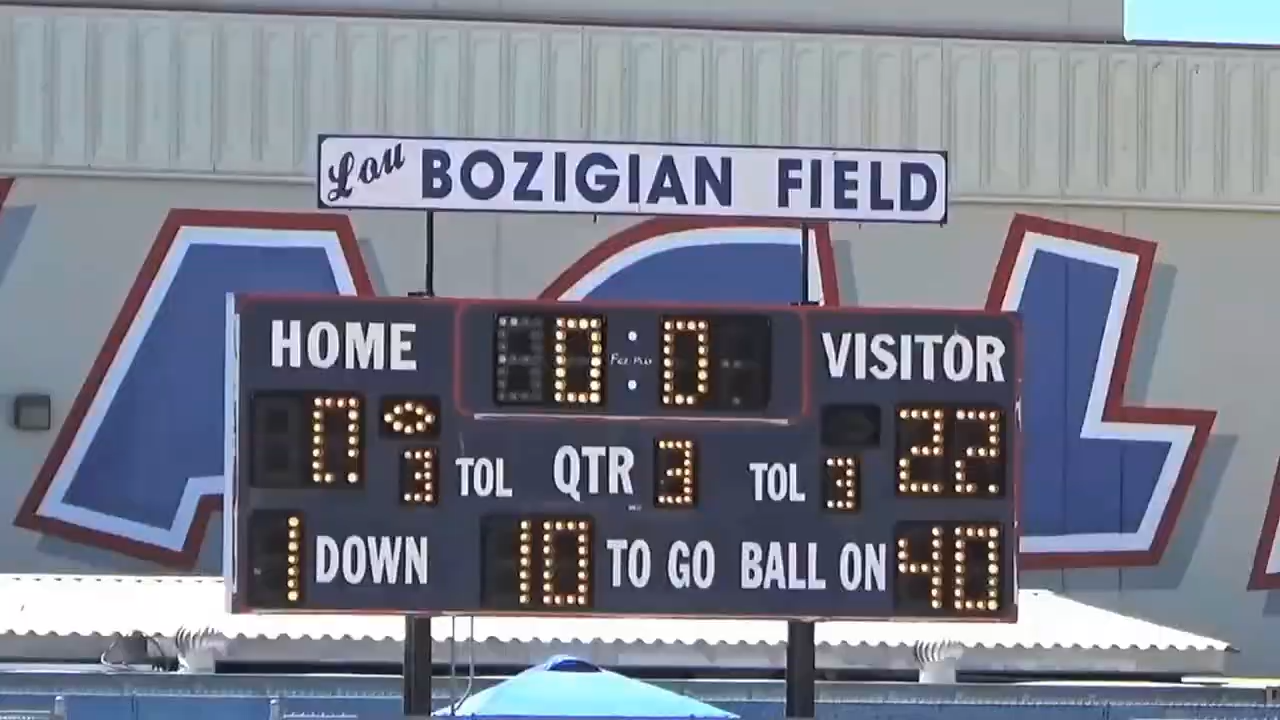 Lou BOZIGIAN FIELD
HOME 0:0 VISITOR
0 3 TOL QTR 3 TOL 3 22
1 DOWN 10 TO GO BALL ON 40